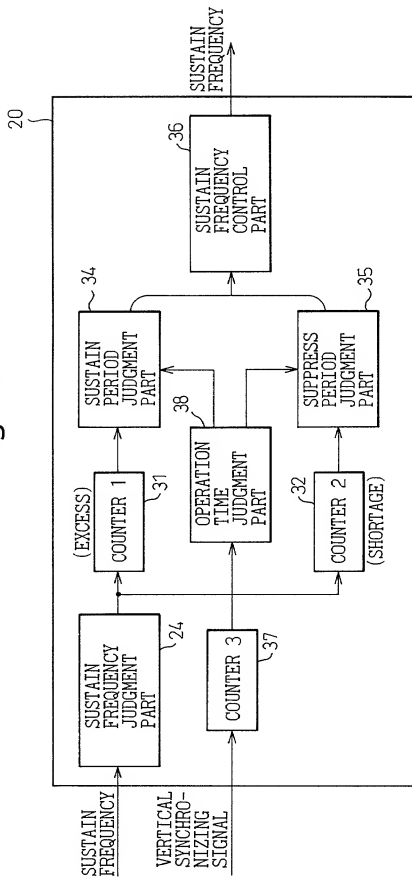 20
SUSTAIN
FREQUENCY
VERTICAL
SYNCHRO-
NIZING
SIGNAL
SUSTAIN
FREQUENCY
JUDGMENT
PART
24
COUNTER 3
37
(EXCESS)
COUNTER 1
31
COUNTER 2
32
(SHORTAGE)
OPERATION
TIME
JUDGMENT
PART
38
SUSTAIN
PERIOD
JUDGMENT
PART
34
SUPPRESS
PERIOD
JUDGMENT
PART
35
SUSTAIN
FREQUENCY
CONTROL
PART
36
SUSTAIN
FREQUENCY